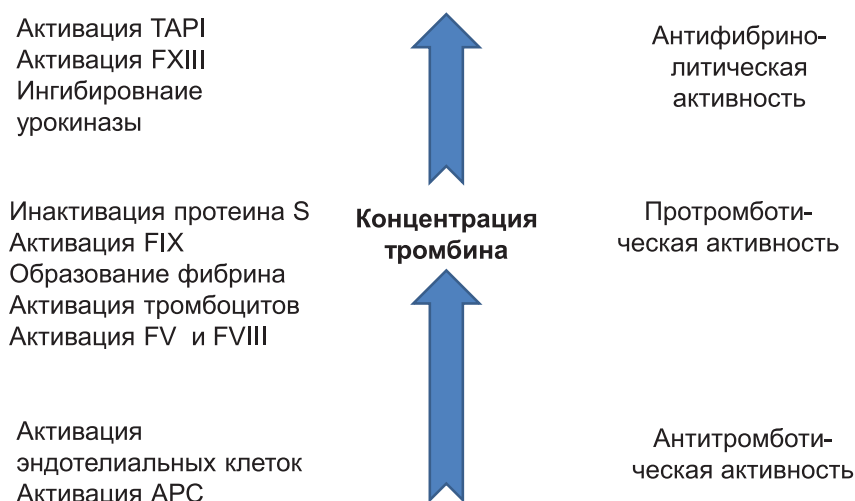 Активация TAPI
Активация FXIII
Ингибировнаие
урокиназы
Антифибрино-
литическая
активность
Инактивация протеина S
Активация FIX
Образование фибрина
Активация тромбоцитов
Активация FV и FVIII
Концентрация
тромбина
Протромботи-
ческая активность
Активация
эндотелиальных клеток
Активация APC
Антитромботи-
ческая активность